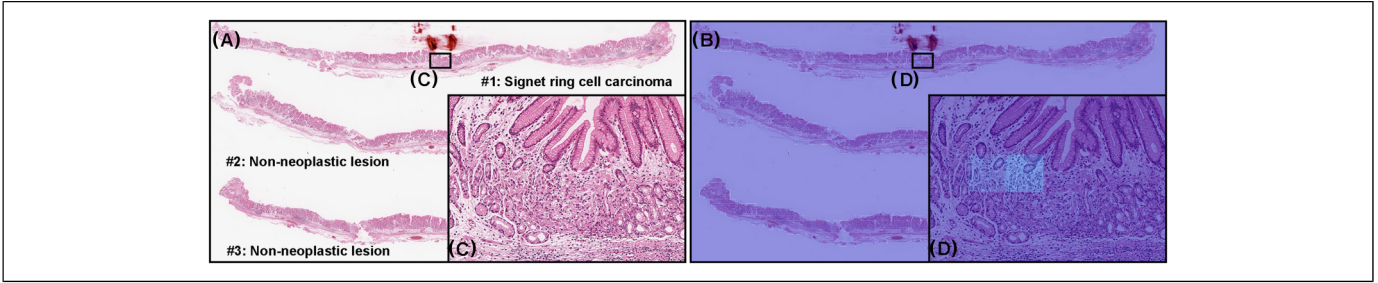 (A)
(C)
#1: Signet ring cell carcinoma
#2: Non-neoplastic lesion
#3: Non-neoplastic lesion
(C)
(B)
(D)
(D)